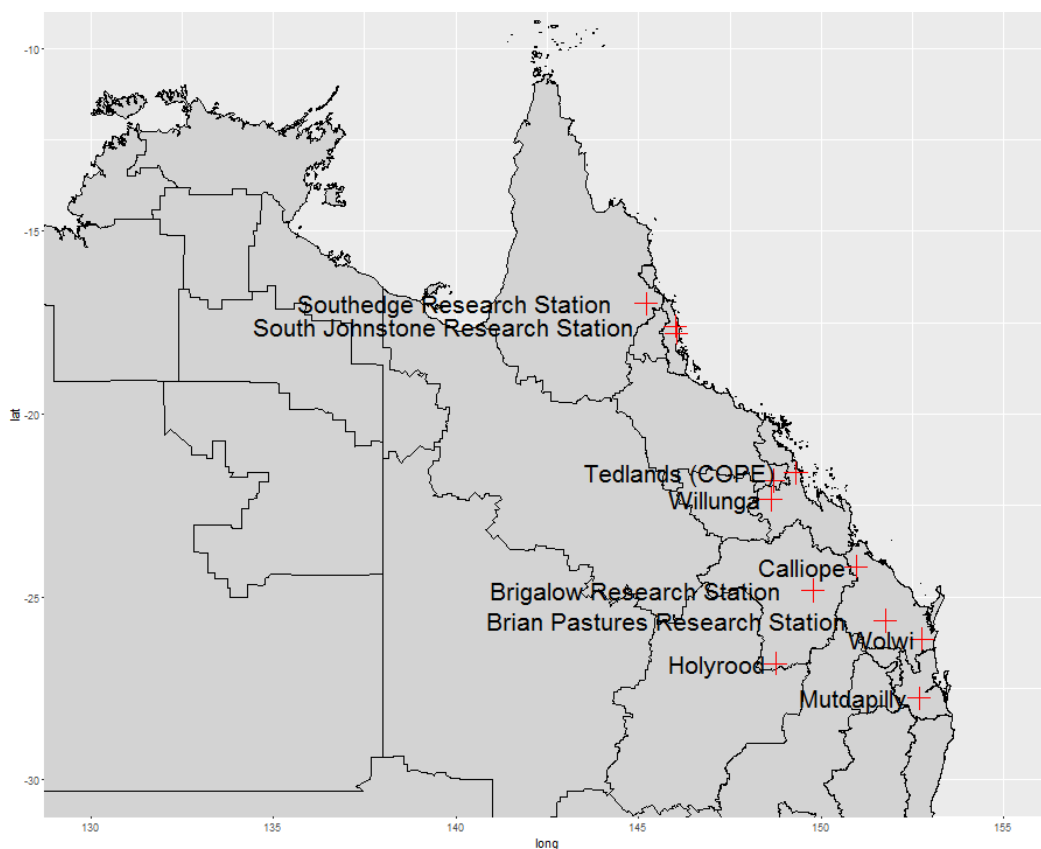 -10
-15
Southedge Research Station
South Johnstone Research Station
lat
-20
Tedlands (COPE)
Willunga
Calliope
-25
Brigalow Research Station
Brian Pastures Research Station
Wolwi
Holyrood
Mutdapilly
-30
130 135 140 145 150 155
long